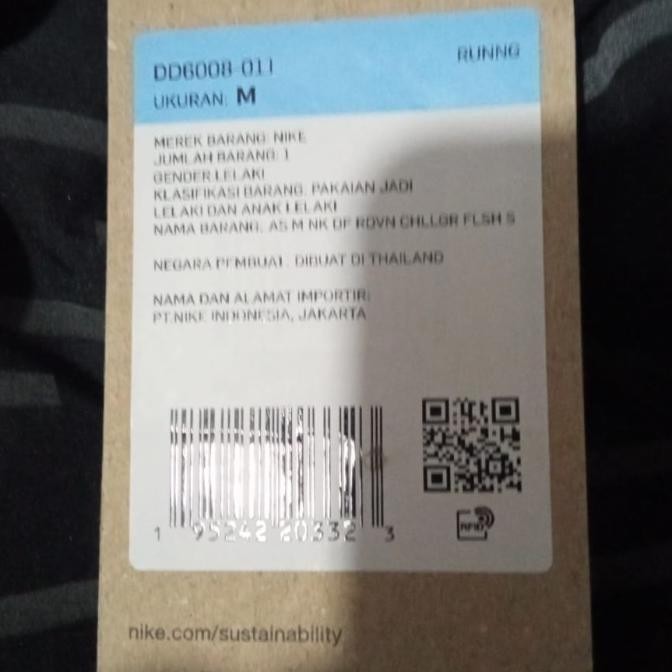 DD6008-011
RUNNG
UKURAN: M
MEREK BARANG: NIKE
JUMLAH BARANG: 1
GENDER LELAKI
KLASIFIKASI BARANG: PAKAIAN JADI
LELAKI DAN ANAK LELAKI
NAMA BARANG: AS M NK DF RDVN CHLLGR FLSH S
NEGARA PEMBUAT: DIBUAT DI THAILAND
NAMA DAN ALAMAT IMPORTIR:
PT.NIKE INDONESIA, JAKARTA
1 95242 20332 3
RFID
nike.com/sustainability